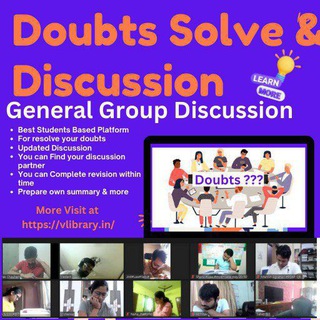 Doubts Solve &
Discussion
LEARN
MORE
General Group Discussion
Best Students Based Platform
For resolve your doubts
Updated Discussion
You can Find your discussion
partner
You can Complete revision within
time
Prepare own summary & more
Doubts ???
More Visit at
https://vlibrary.in/